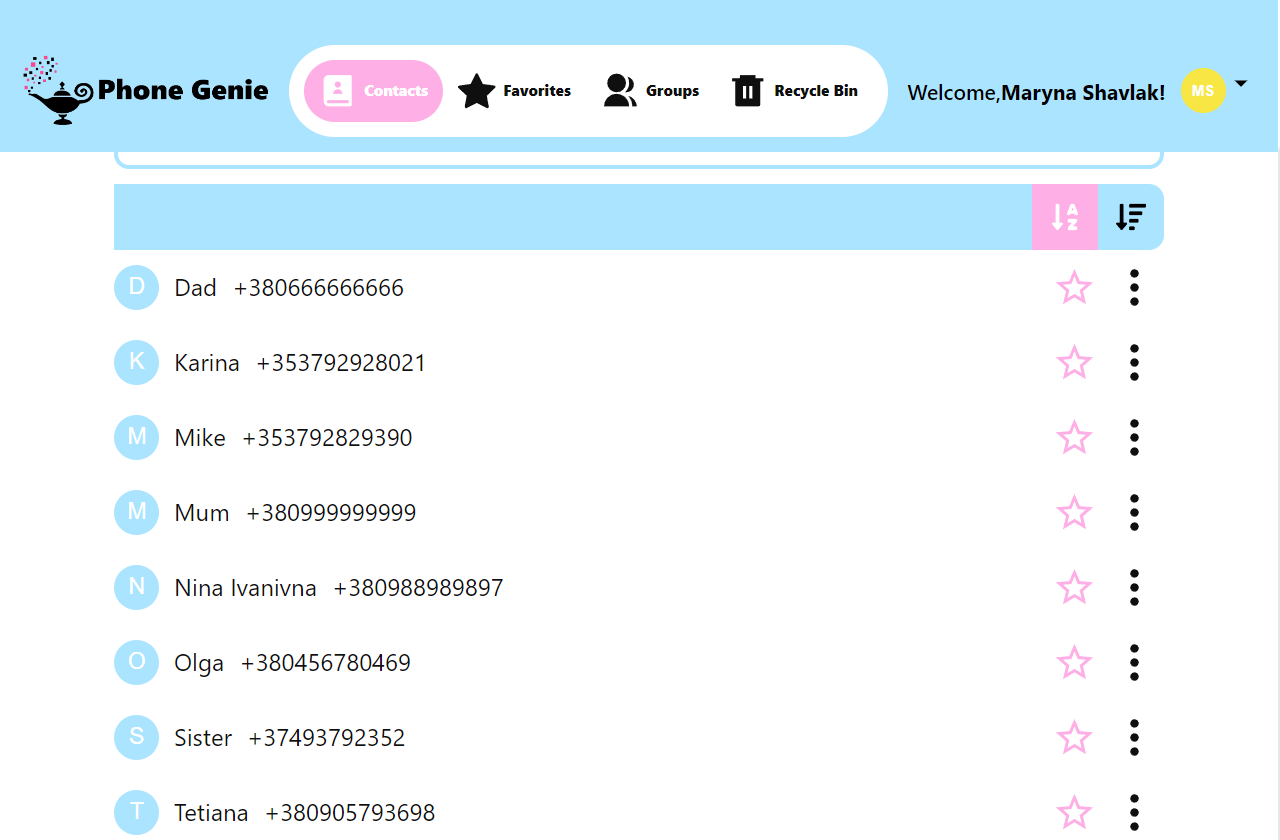 Phone Genie Contacts Favorites Groups Recycle Bin Welcome,Maryna Shavlak! MS
A
Z
D Dad +380666666666
K Karina +353792928021
M Mike +353792829390
M Mum +380999999999
N Nina Ivanivna +380988989897
O Olga +380456780469
S Sister +37493792352
T Tetiana +380905793698